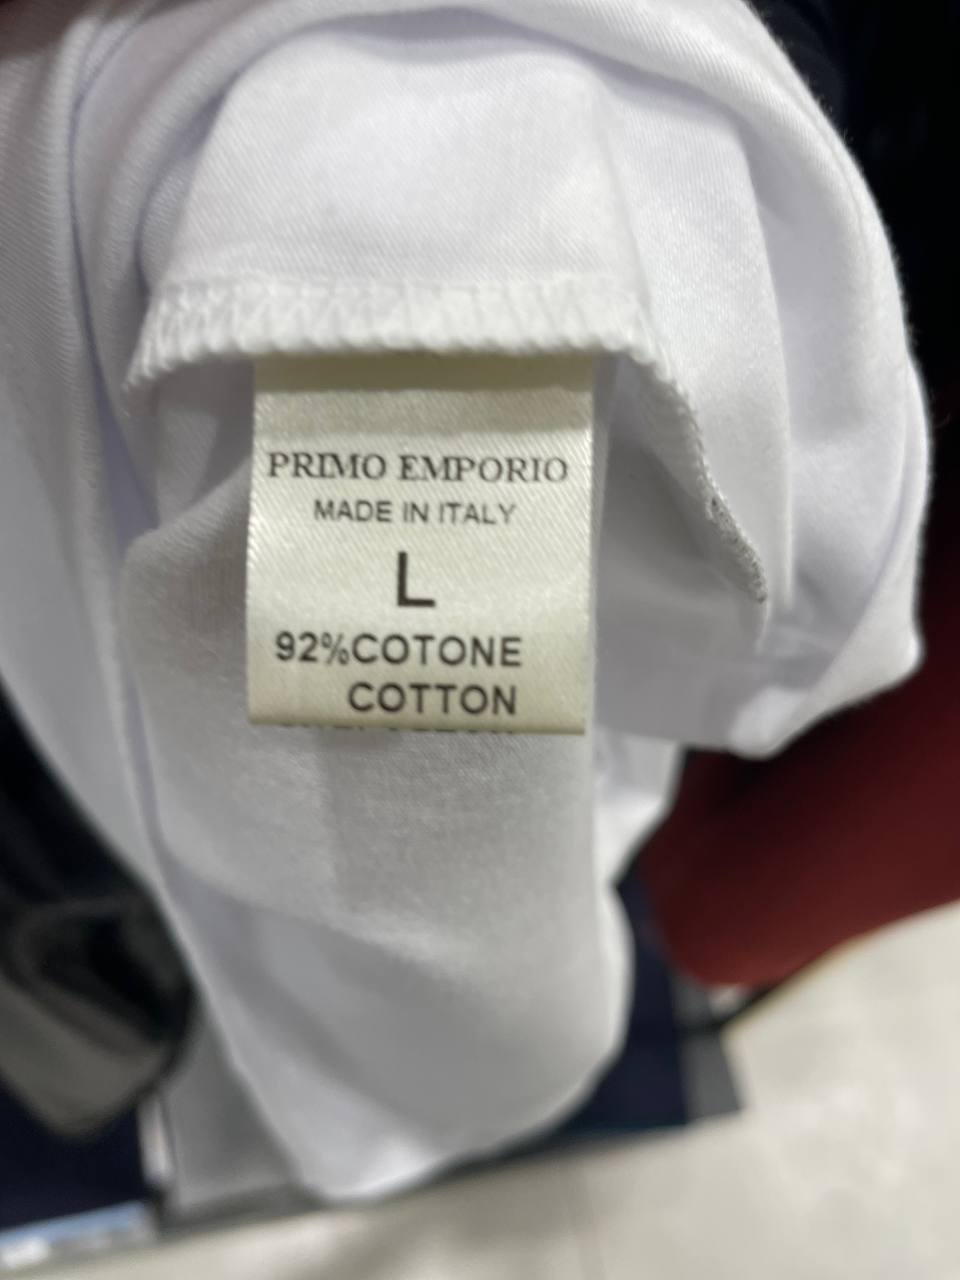 PRIMO EMPORIO
MADE IN ITALY
L
92%COTONE
COTTON